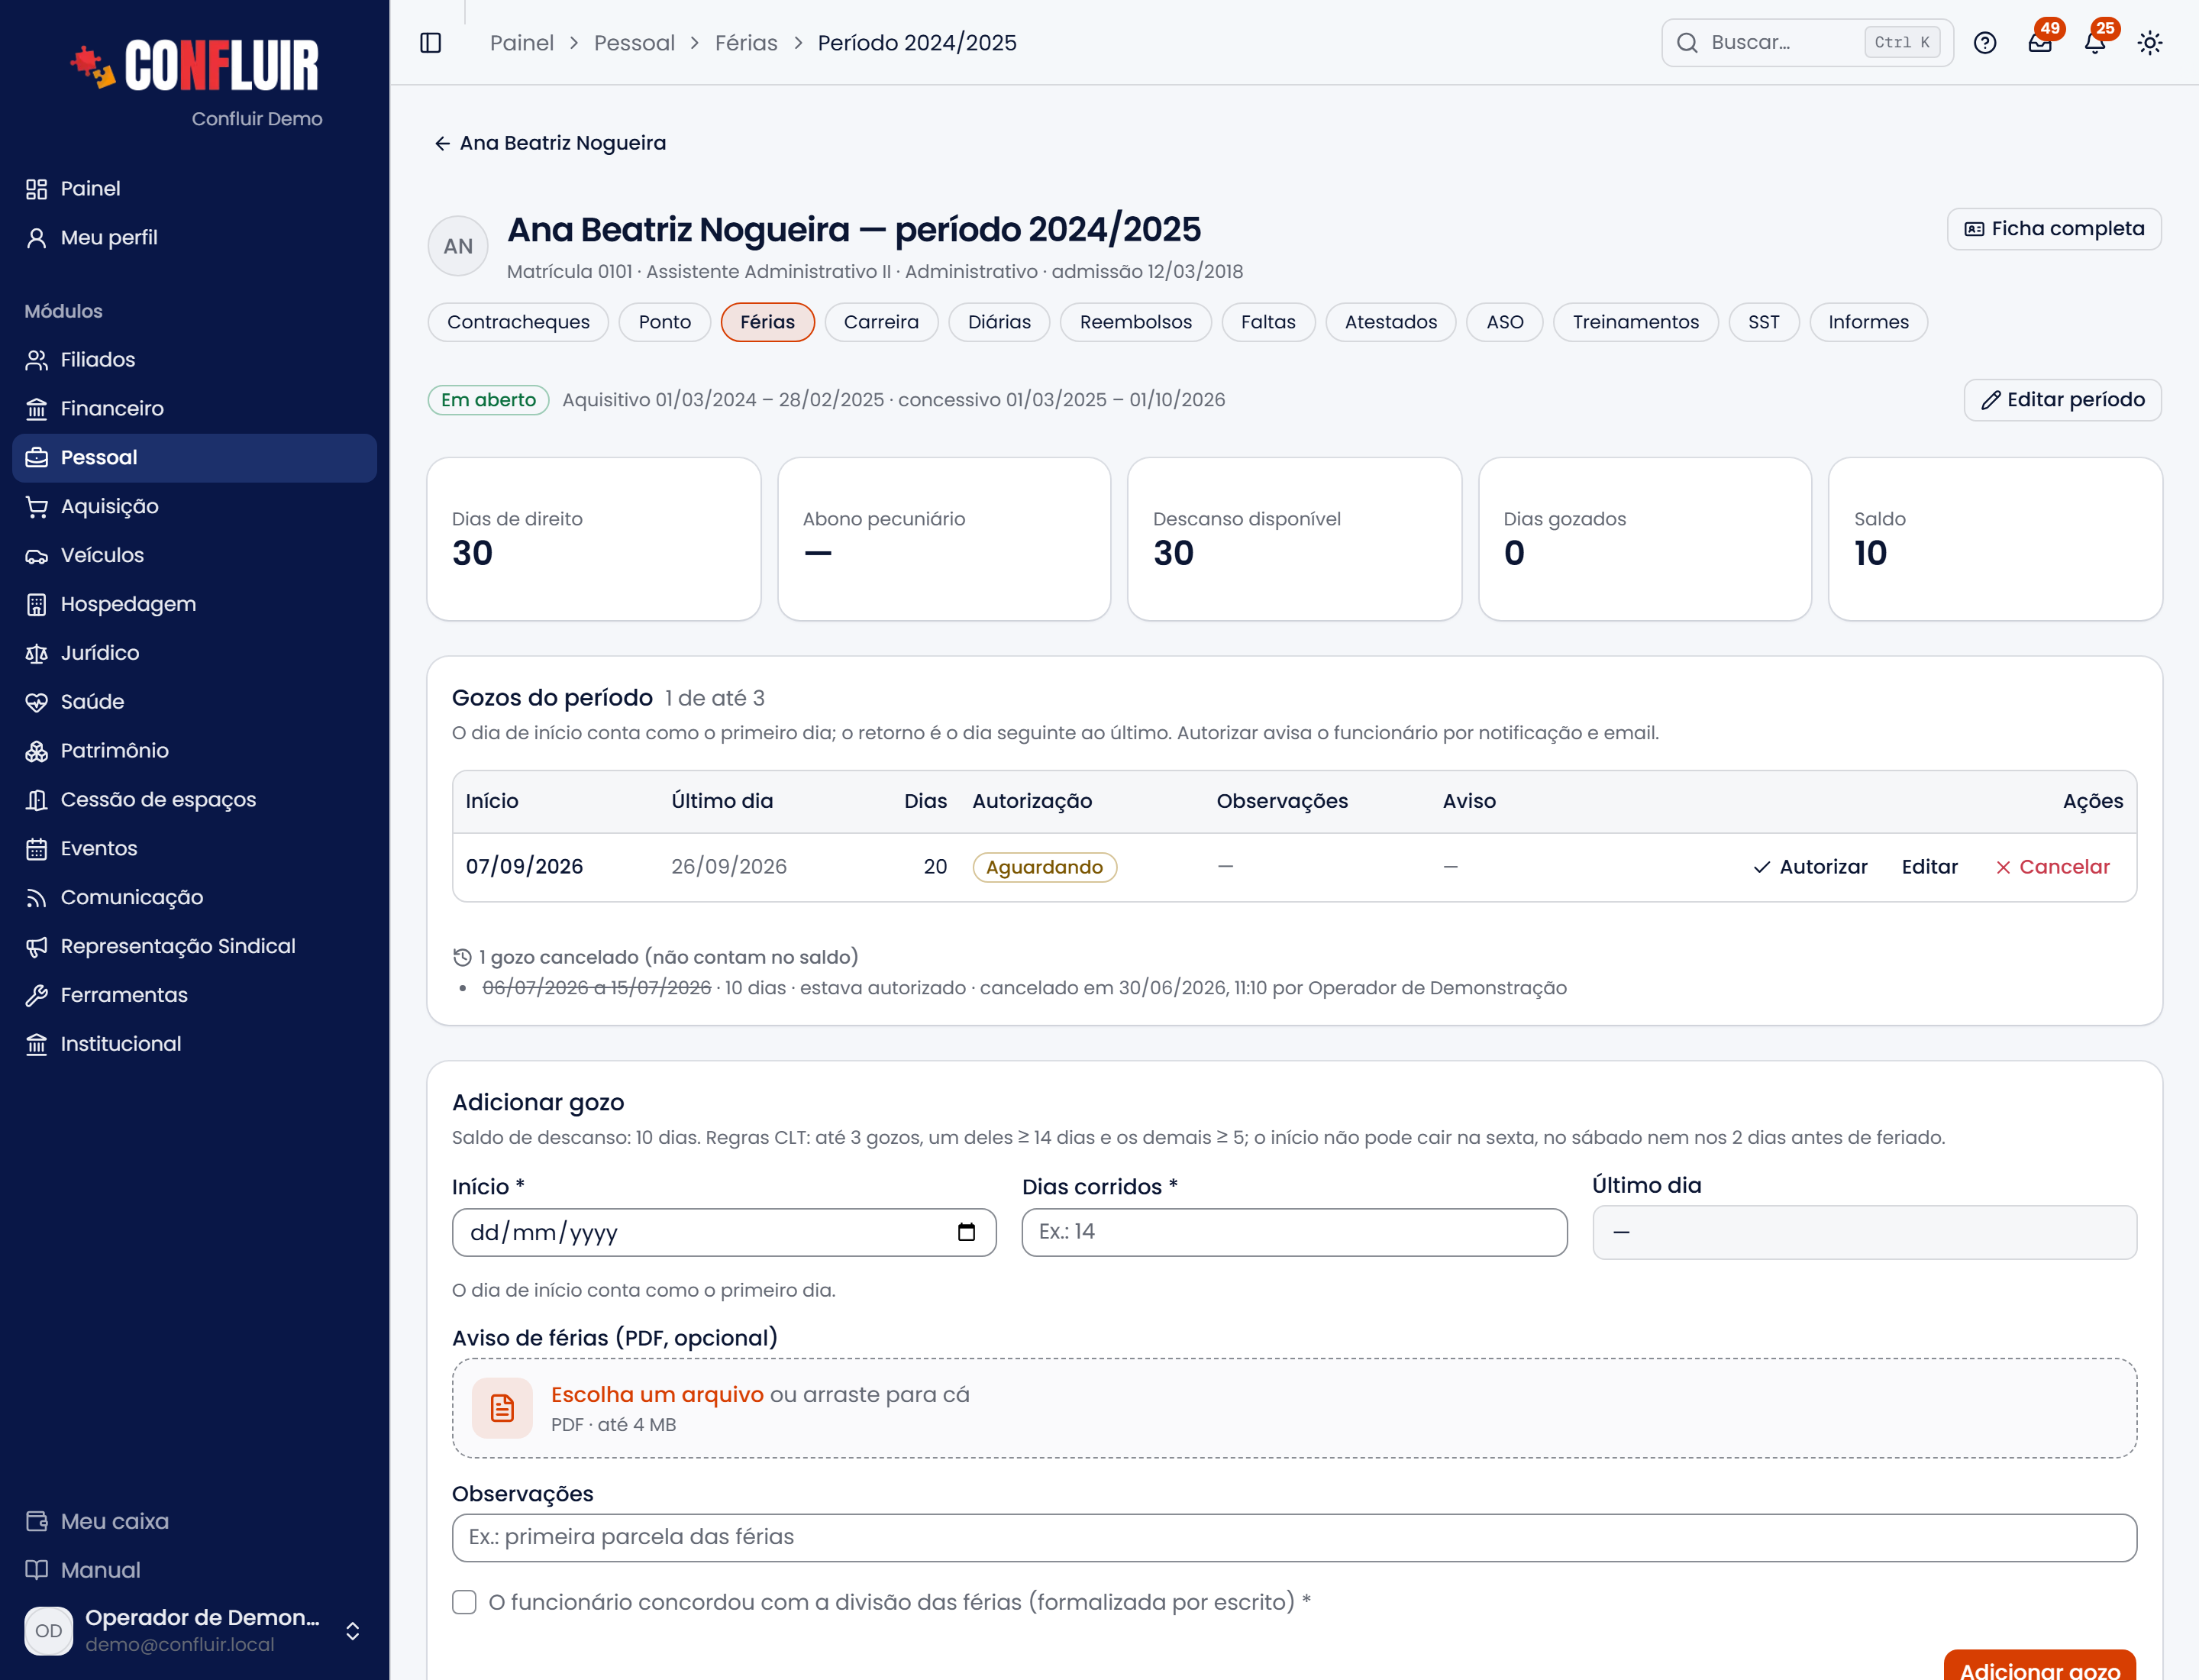 CONFLUIR
Confluir Demo
Painel
Meu perfil
Módulos
Filiados
Financeiro
Pessoal
Aquisição
Veículos
Hospedagem
Jurídico
Saúde
Patrimônio
Cessão de espaços
Eventos
Comunicação
Representação Sindical
Ferramentas
Institucional
Meu caixa
Manual
OD
Operador de Demon...
demo@confluir.local
Painel > Pessoal > Férias > Período 2024/2025
Buscar... Ctrl K
49
25
← Ana Beatriz Nogueira
AN
Ana Beatriz Nogueira — período 2024/2025
Matrícula 0101 · Assistente Administrativo II · Administrativo · admissão 12/03/2018
Ficha completa
Contracheques Ponto Férias Carreira Diárias Reembolsos Faltas Atestados ASO Treinamentos SST Informes
Em aberto Aquisitivo 01/03/2024 – 28/02/2025 · concessivo 01/03/2025 – 01/10/2026
Editar período
Dias de direito
30
Abono pecuniário
—
Descanso disponível
30
Dias gozados
0
Saldo
10
Gozos do período 1 de até 3
O dia de início conta como o primeiro dia; o retorno é o dia seguinte ao último. Autorizar avisa o funcionário por notificação e email.
Início Último dia Dias Autorização Observações Aviso Ações
07/09/2026 26/09/2026 20 Aguardando — — Autorizar Editar Cancelar
1 gozo cancelado (não contam no saldo)
• 06/07/2026 a 15/07/2026 · 10 dias · estava autorizado · cancelado em 30/06/2026, 11:10 por Operador de Demonstração
Adicionar gozo
Saldo de descanso: 10 dias. Regras CLT: até 3 gozos, um deles ≥ 14 dias e os demais ≥ 5; o início não pode cair na sexta, no sábado nem nos 2 dias antes de feriado.
Início * Dias corridos * Último dia
dd/mm/yyyy Ex.: 14 —
O dia de início conta como o primeiro dia.
Aviso de férias (PDF, opcional)
Escolha um arquivo ou arraste para cá
PDF · até 4 MB
Observações
Ex.: primeira parcela das férias
O funcionário concordou com a divisão das férias (formalizada por escrito) *
Adicionar gozo